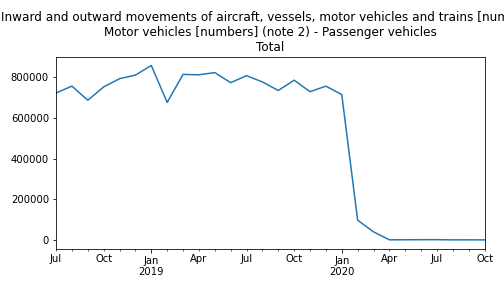 Inward and outward movements of aircraft, vessels, motor vehicles and trains
Motor vehicles [numbers] (note 2) - Passenger vehicles
Total
800000
600000
400000
200000
0
Jul Oct Jan Apr Jul Oct Jan Apr Jul Oct
2019 2020